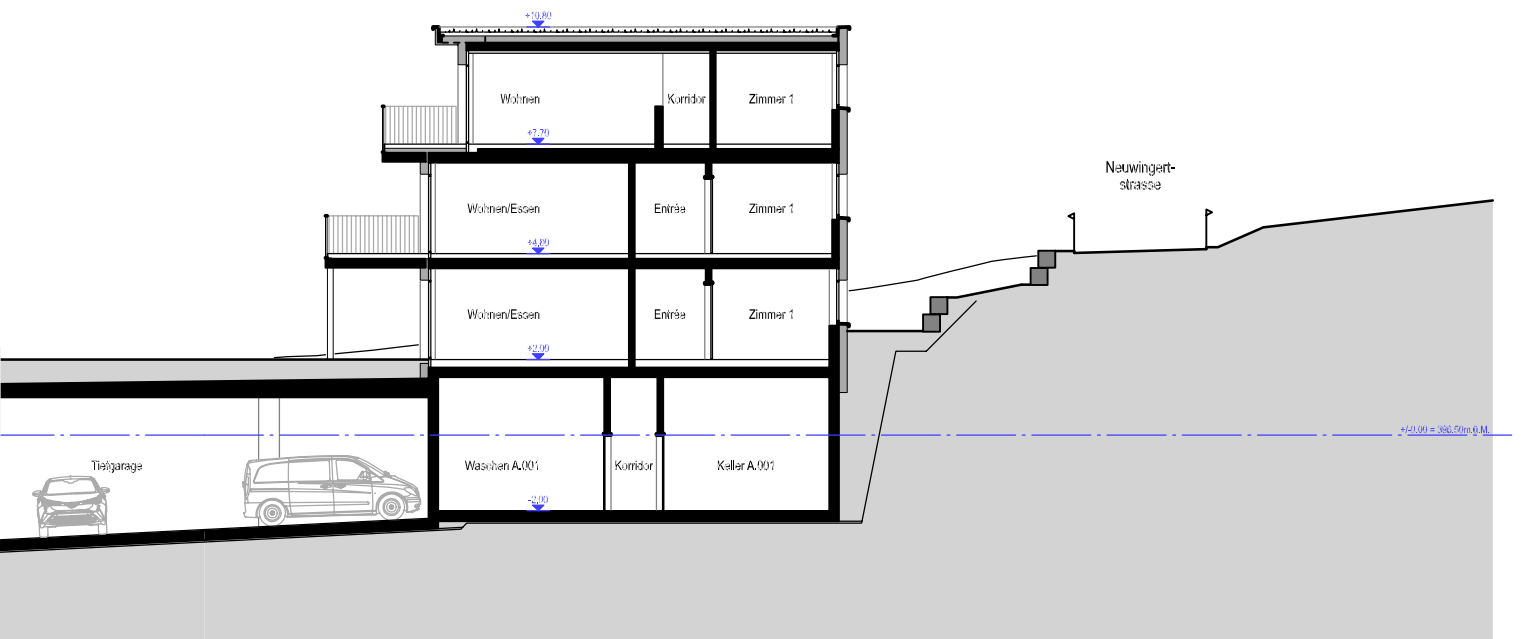 +10.80
Wohnen
Korridor
Zimmer 1
+7.70
Neuwingert-
strasse
Wohnen/Essen
Entrée
Zimmer 1
+4.80
Wohnen/Essen
Entrée
Zimmer 1
+2.00
Tiefgarage
Waschen A.001
Korridor
Keller A.001
-2.00